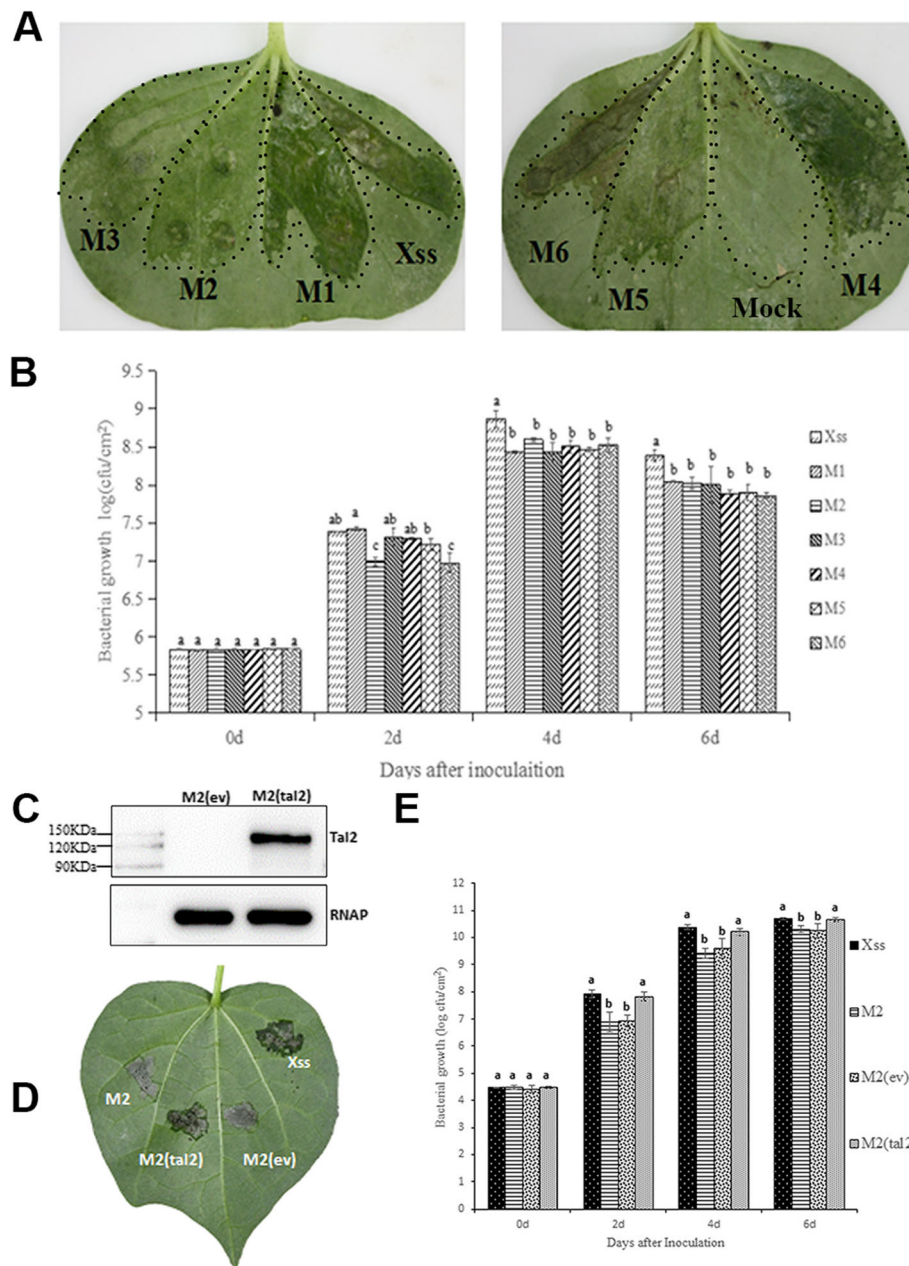 A
M3
M2
M1
Xss
M6
M5
Mock
M4
B
Bacterial growth log(cfu/cm²)
9.5
9
8.5
8
7.5
7
6.5
6
5.5
5
a a a a a a a
ab a c ab ab b c
a b b b b b b
a b b b b b b
0d 2d 4d 6d
Days after inoculaition
Xss
M1
M2
M3
M4
M5
M6
C
M2(ev) M2(tal2)
150KDa
120KDa
90KDa
Tal2
RNAP
D
M2
Xss
M2(tal2)
M2(ev)
E
Bacterial growth (log cfu/cm²)
12
11
10
9
8
7
6
5
4
3
2
1
0
a a a a
a b b a
a b b a
a b b a
0d 2d 4d 6d
Days after Inoculation
Xss
M2
M2(ev)
M2(tal2